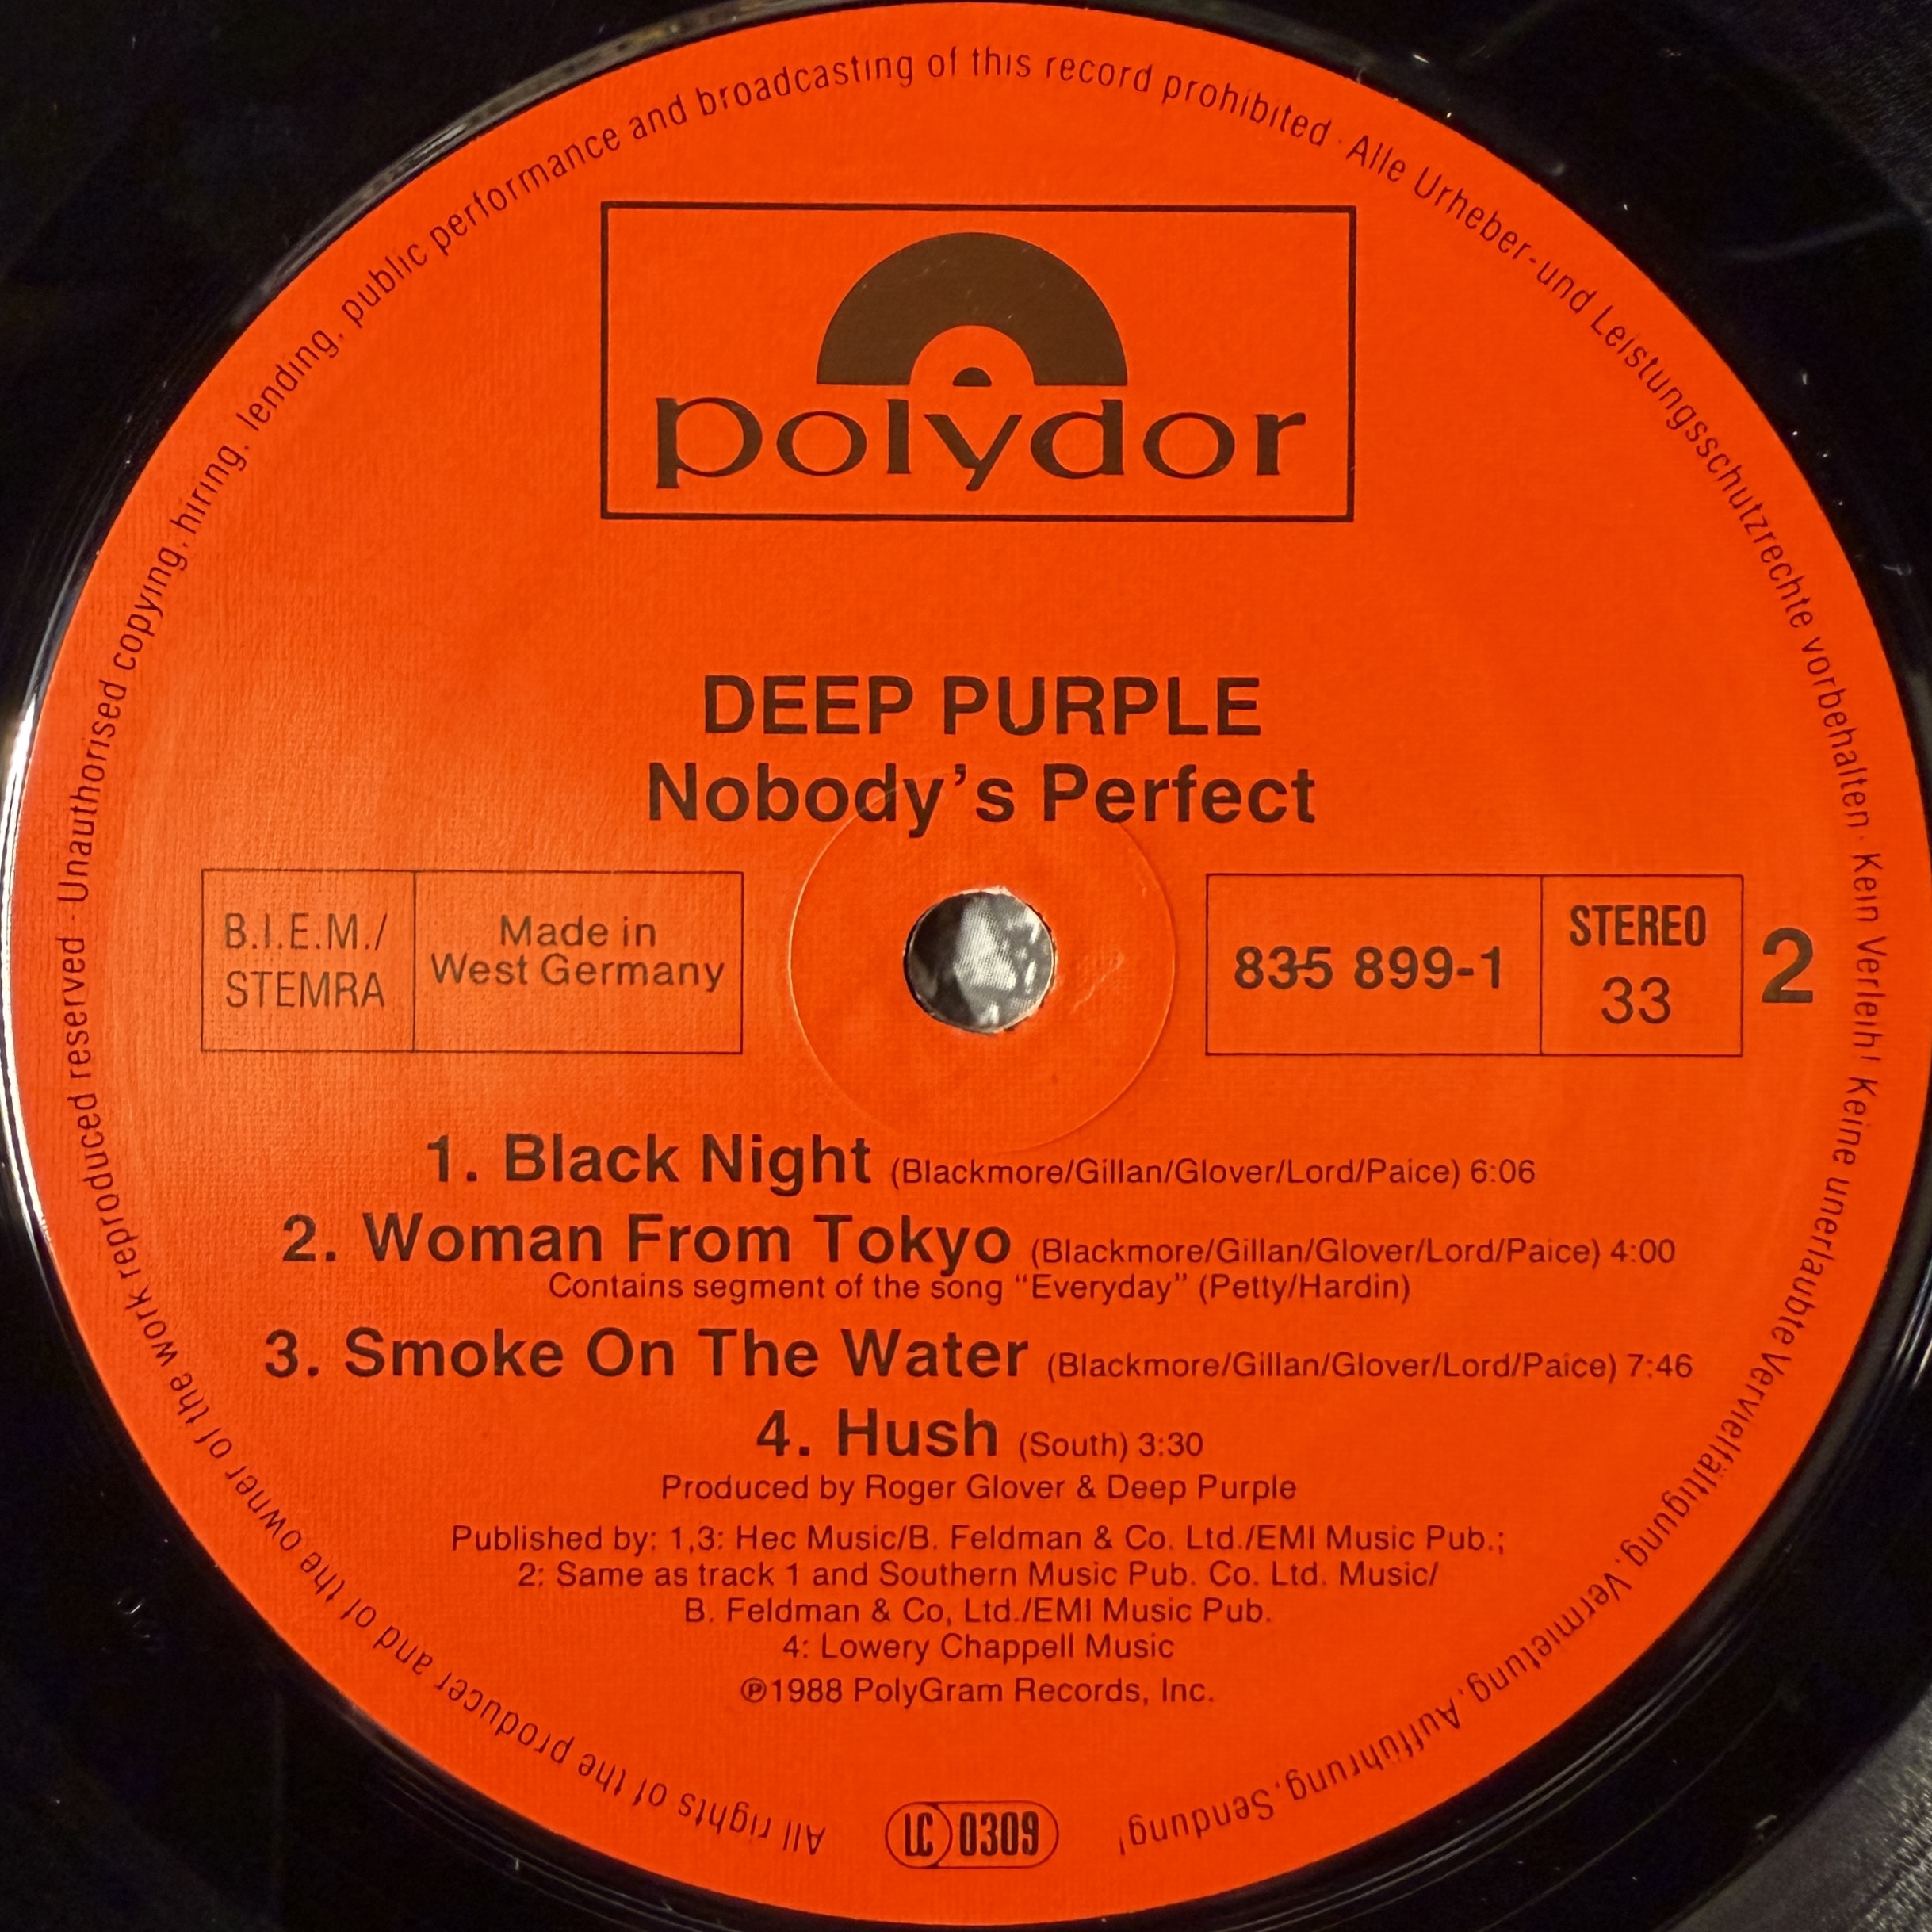 All rights of the producer and of the owner of the work reproduced reserved · Unauthorised copying, hiring, lending, public performance and broadcasting of this record prohibited · Alle Urheber-und Leistungsschutzrechte vorbehalten · Kein Verleih! Keine unerlaubte Vervielfältigung, Vermietung, Aufführung, Sendung!
polydor
DEEP PURPLE
Nobody's Perfect
B.I.E.M./
STEMRA
Made in
West Germany
835 899-1
STEREO
33
2
1. Black Night (Blackmore/Gillan/Glover/Lord/Paice) 6:06
2. Woman From Tokyo (Blackmore/Gillan/Glover/Lord/Paice) 4:00
Contains segment of the song “Everyday” (Petty/Hardin)
3. Smoke On The Water (Blackmore/Gillan/Glover/Lord/Paice) 7:46
4. Hush (South) 3:30
Produced by Roger Glover & Deep Purple
Published by: 1,3: Hec Music/B. Feldman & Co. Ltd./EMI Music Pub.;
2: Same as track 1 and Southern Music Pub. Co. Ltd. Music/
B. Feldman & Co, Ltd./EMI Music Pub.
4: Lowery Chappell Music
℗1988 PolyGram Records, Inc.
LC 0309